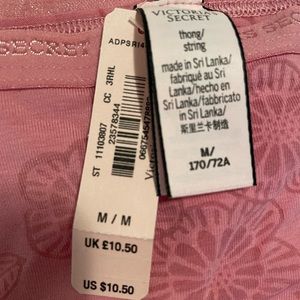 SECRET
VICTORIA'S
SECRET
thong/
string
made in Sri Lanka/
fabriqué au Sri
Lanka/hecho en
Sri Lanka/fabbricato
in Sri Lanka/
斯里兰卡制造
M/
170/72A
ADPSRI4
ST 11103807 CC 3RHL
23578344
M / M
UK £10.50
US $10.50